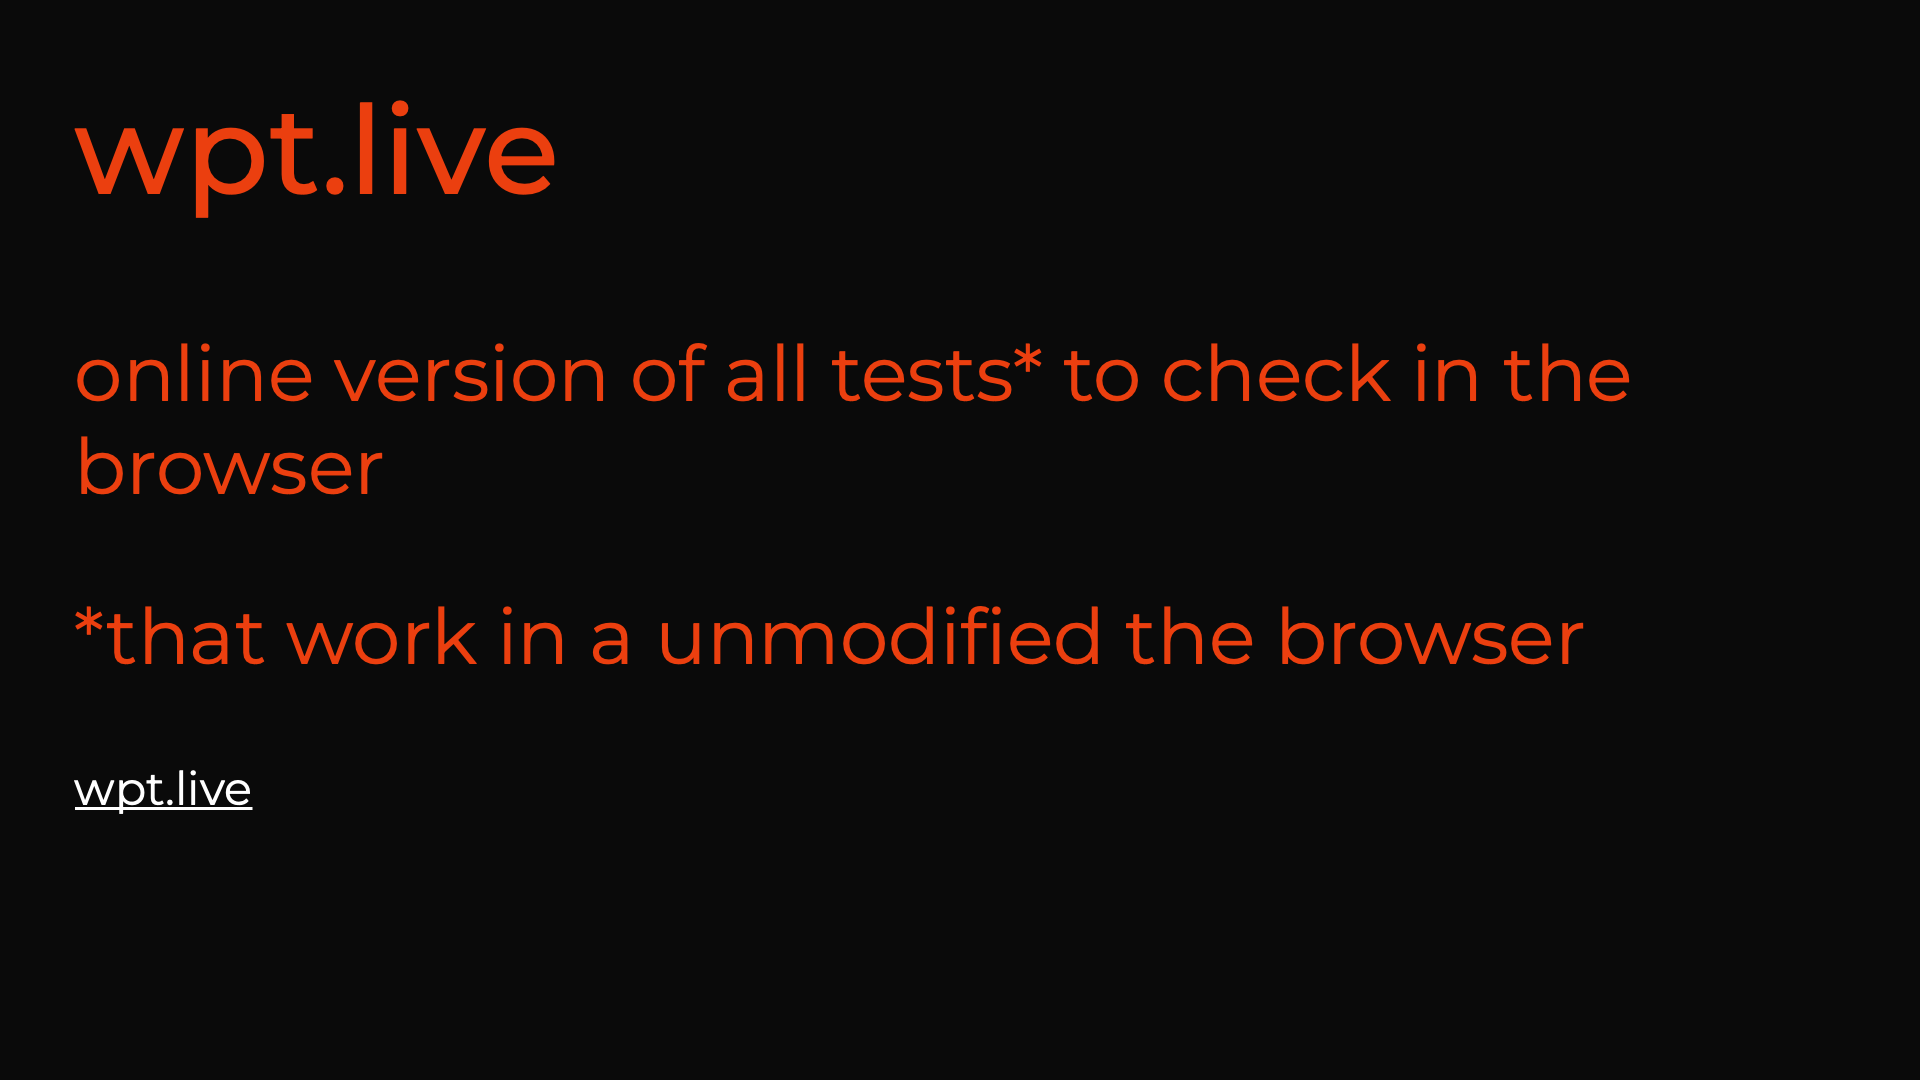 wpt.live
online version of all tests* to check in the
browser
*that work in a unmodified the browser
wpt.live